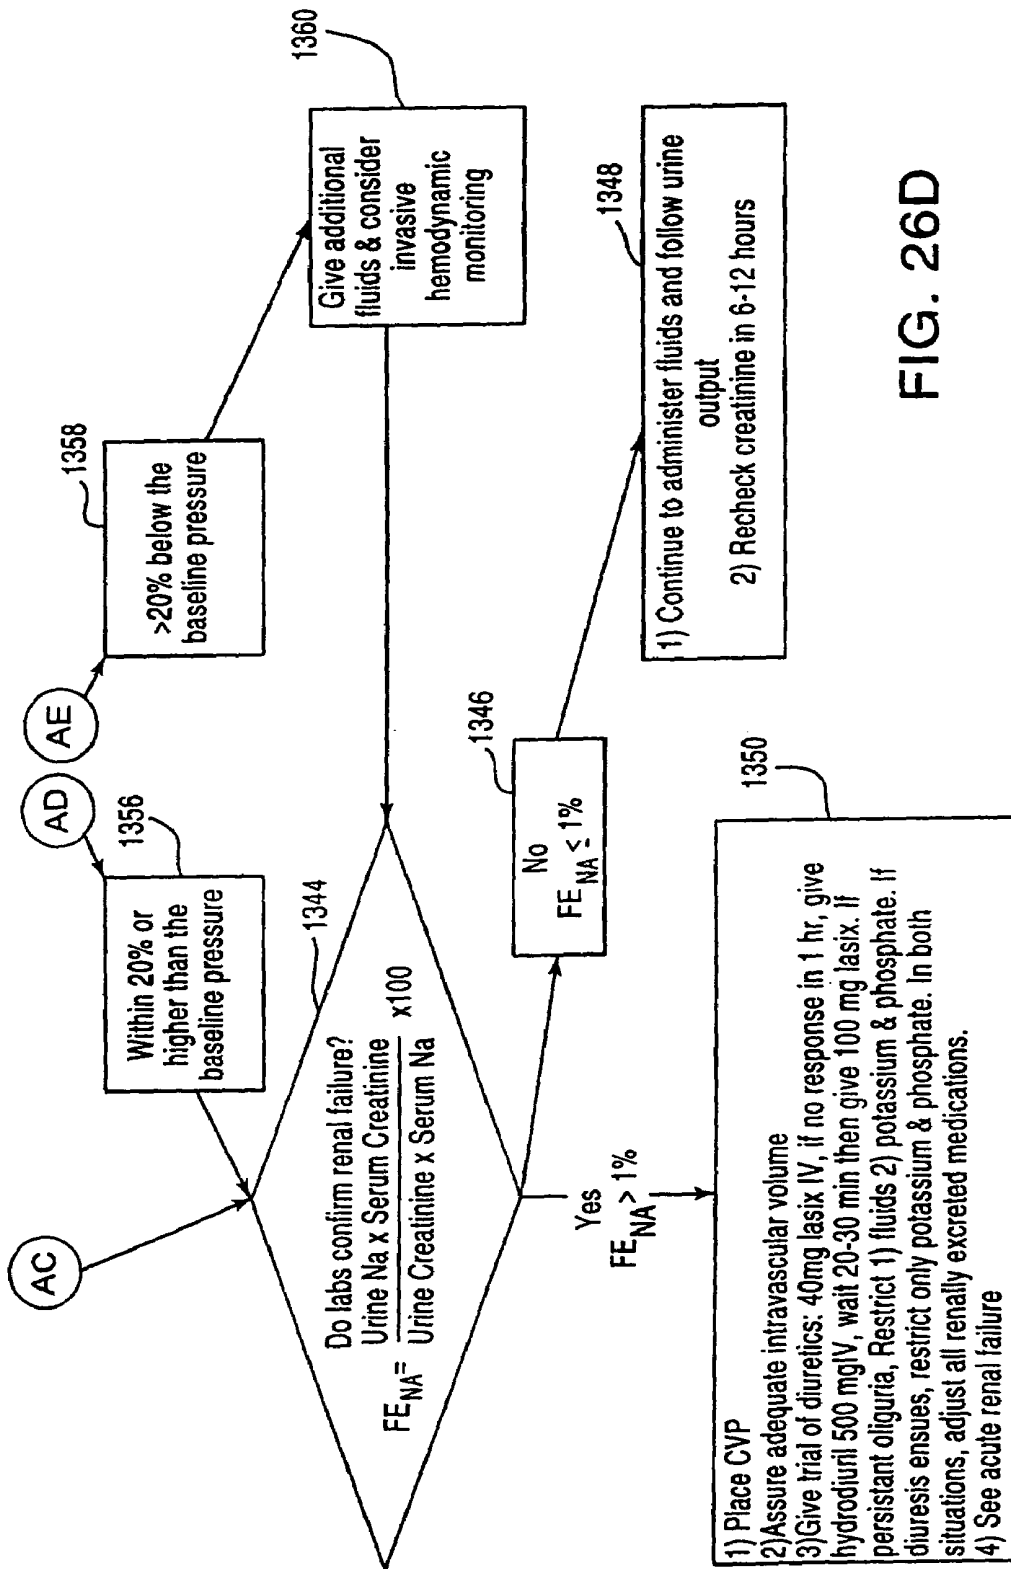 AC
AD
AE
1356
Within 20% or
higher than the
baseline pressure
1358
>20% below the
baseline pressure
1360
Give additional
fluids & consider
invasive
hemodynamic
monitoring
1344
Do labs confirm renal failure?
FE NA = Urine Na x Serum Creatinine x100
Urine Creatinine x Serum Na
1346
No
FE NA ≤ 1%
1348
1) Continue to administer fluids and follow urine
output
2) Recheck creatinine in 6-12 hours
Yes
FE NA > 1%
1350
1) Place CVP
2)Assure adequate intravascular volume
3)Give trial of diuretics: 40mg lasix IV, if no response in 1 hr, give
hydrodiuril 500 mgIV, wait 20-30 min then give 100 mg lasix. If
persistant oliguria, Restrict 1) fluids 2) potassium & phosphate. If
diuresis ensues, restrict only potassium & phosphate. In both
situations, adjust all renally excreted medications.
4) See acute renal failure
FIG. 26D